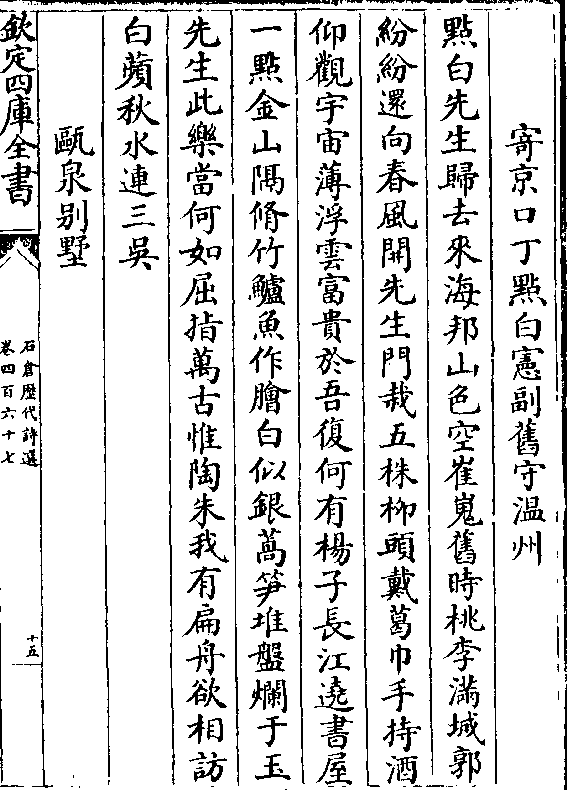 寄京口丁點白憲副舊守温州
點白先生歸去來海邦山色空崔嵬舊時桃李滿城郭
紛紛還向春風開先生門栽五株柳頭戴葛巾手持酒
仰觀宇宙薄浮雲富貴於吾復何有楊子長江遶書屋
一點金山隅脩竹鱸魚作膾白似銀蒿笋堆盤爛于玉
先生此樂當何如屈指萬古惟陶朱我有扁舟欲相訪
白蘋秋水連三吳
甌泉别墅
欽定四庫全書
石倉歴代詩選
卷四百六十七
十五